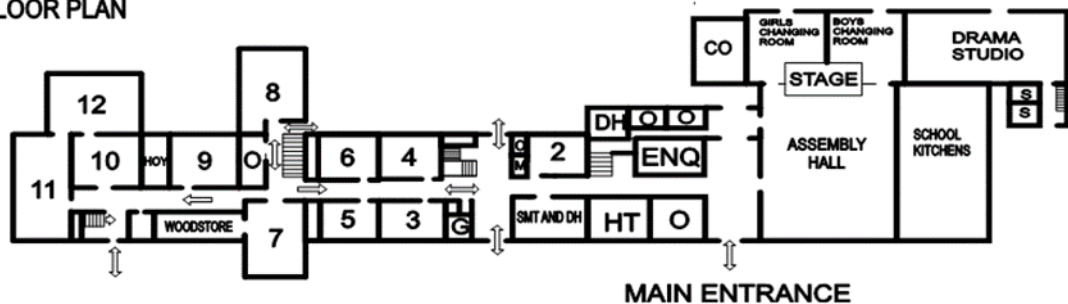 FLOOR PLAN
GIRLS
CHANGING
ROOM
BOYS
CHANGING
ROOM
DRAMA
STUDIO
CO
STAGE
8
12
S
S
DH
O
O
SCHOOL
KITCHENS
ASSEMBLY
HALL
10
HOY
9
O
6
4
O
M
2
ENQ
11
WOODSTORE
7
5
3
G
SMT AND DH
HT
O
MAIN ENTRANCE